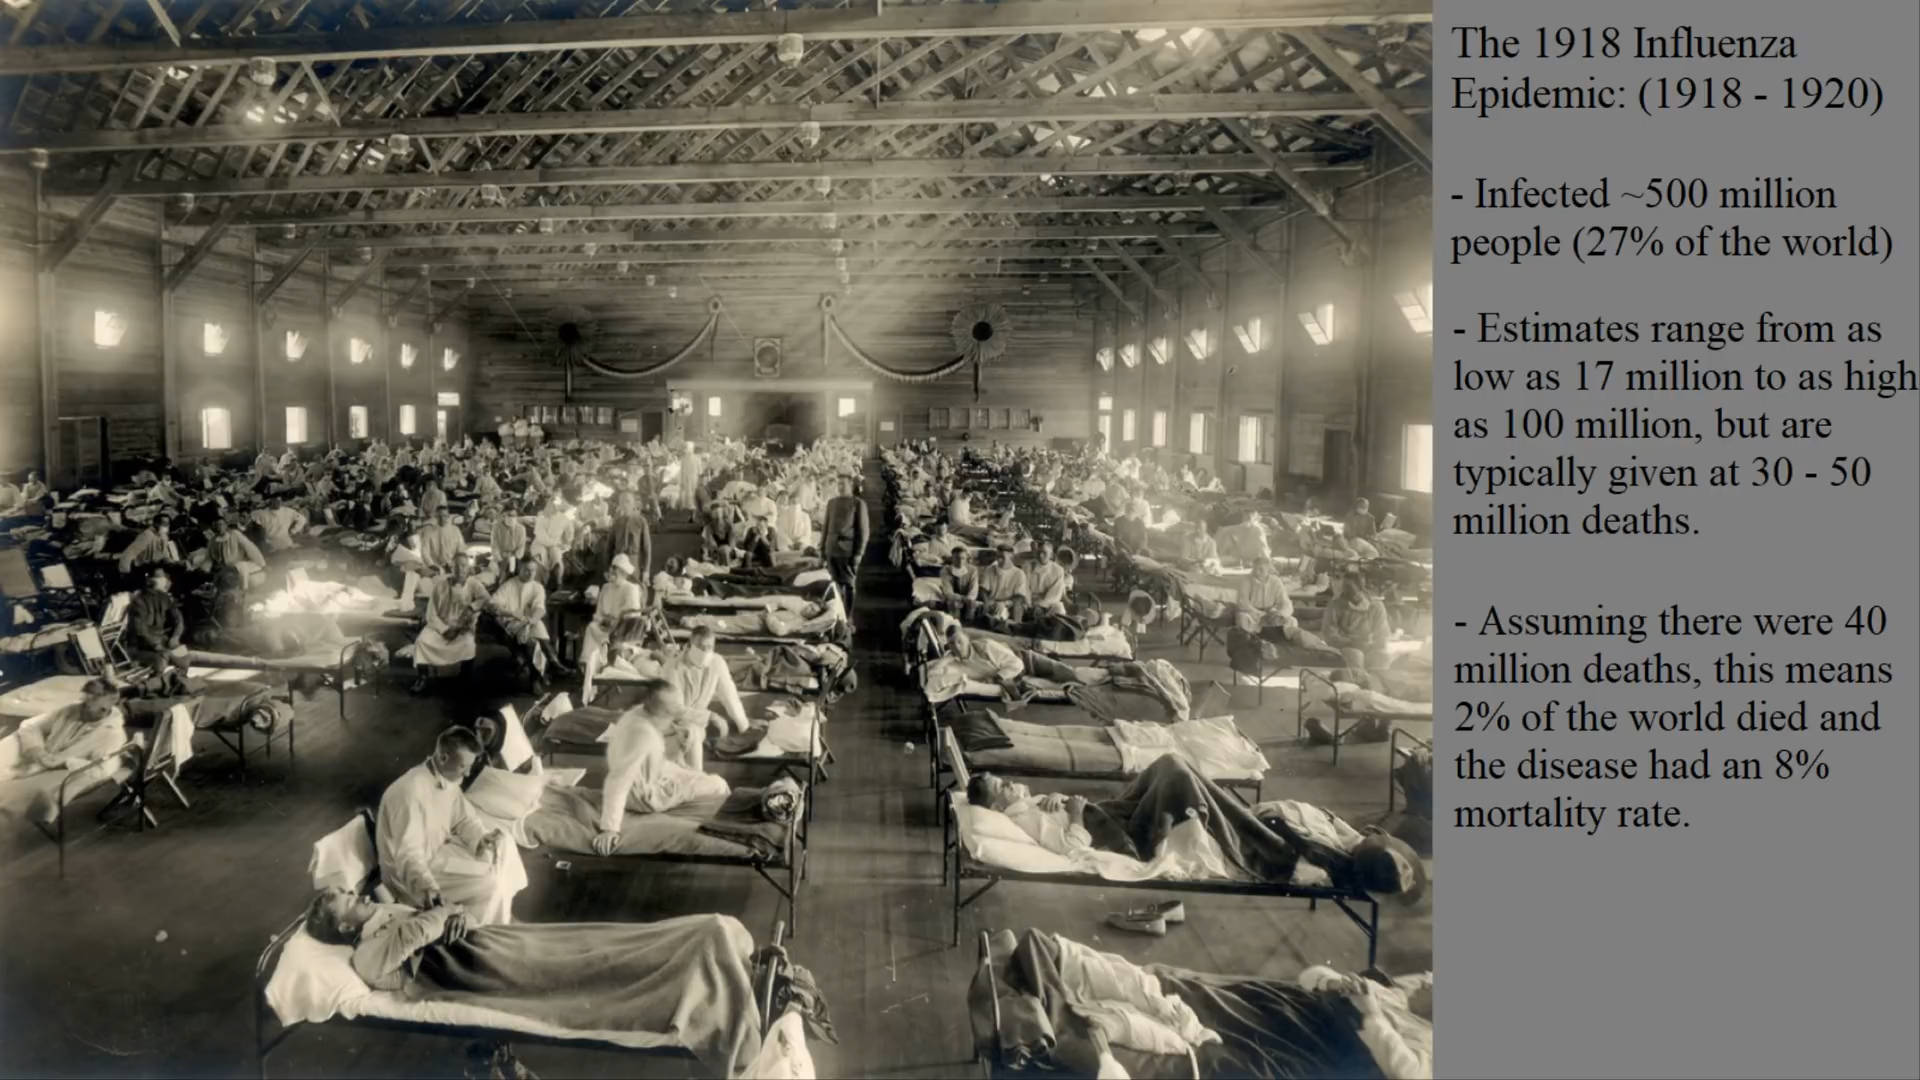 The 1918 Influenza
Epidemic: (1918 - 1920)
- Infected ~500 million
people (27% of the world)
- Estimates range from as
low as 17 million to as high
as 100 million, but are
typically given at 30 - 50
million deaths.
- Assuming there were 40
million deaths, this means
2% of the world died and
the disease had an 8%
mortality rate.